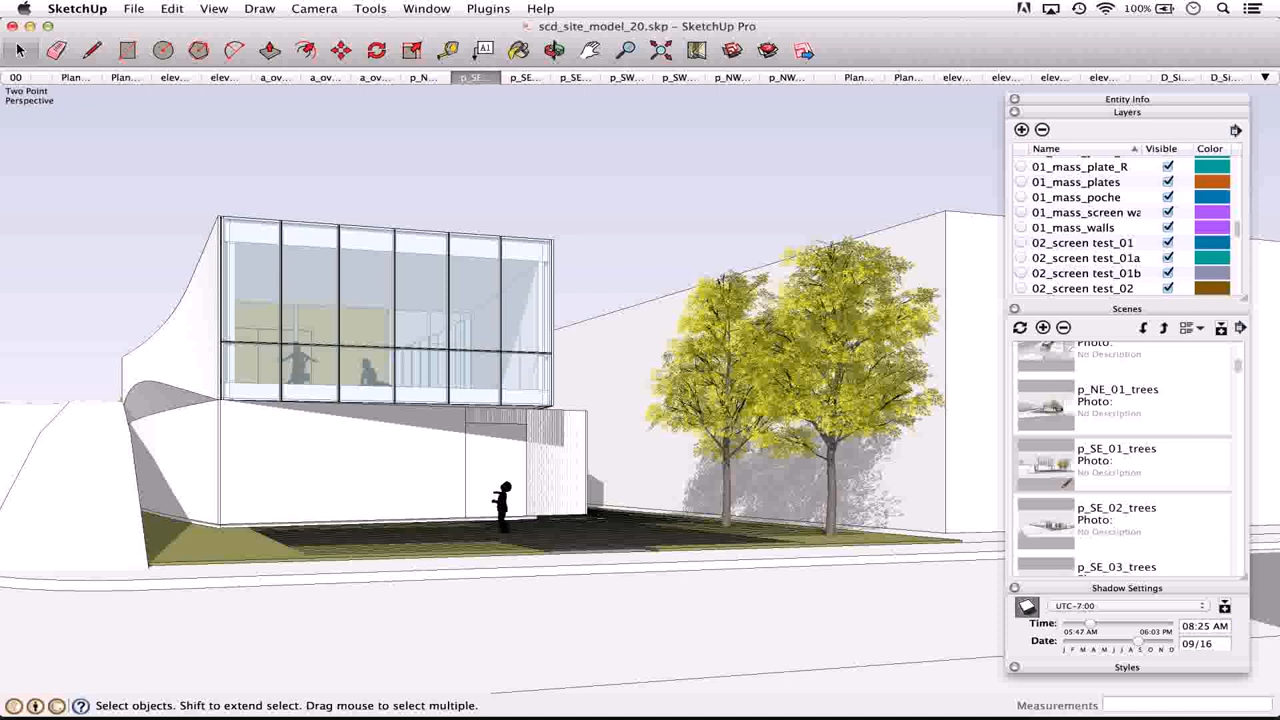 SketchUp File Edit View Draw Camera Tools Window Plugins Help 100%
scd_site_model_20.skp – SketchUp Pro
A1
00 Plan... Plan... elev... elev... a_ov... a_ov... a_ov... p_N... p_SE... p_SE... p_SE... p_SW... p_SW... p_NW... p_NW... Plan... Plan... elev... elev... elev... elev... D_Si... D_Si...
Two Point
Perspective
Entity Info
Layers
Name Visible Color
01_mass_plate_R
01_mass_plates
01_mass_poche
01_mass_screen wa
01_mass_walls
02_screen test_01
02_screen test_01a
02_screen test_01b
02_screen test_02
Scenes
Photo:
No Description
p_NE_01_trees
Photo:
No Description
p_SE_01_trees
Photo:
No Description
p_SE_02_trees
Photo:
No Description
p_SE_03_trees
Shadow Settings
UTC-7:00
Time: 05:47 AM 06:03 PM 08:25 AM
Date: J F M A M J J A S O N D 09/16
Styles
Select objects. Shift to extend select. Drag mouse to select multiple.
Measurements